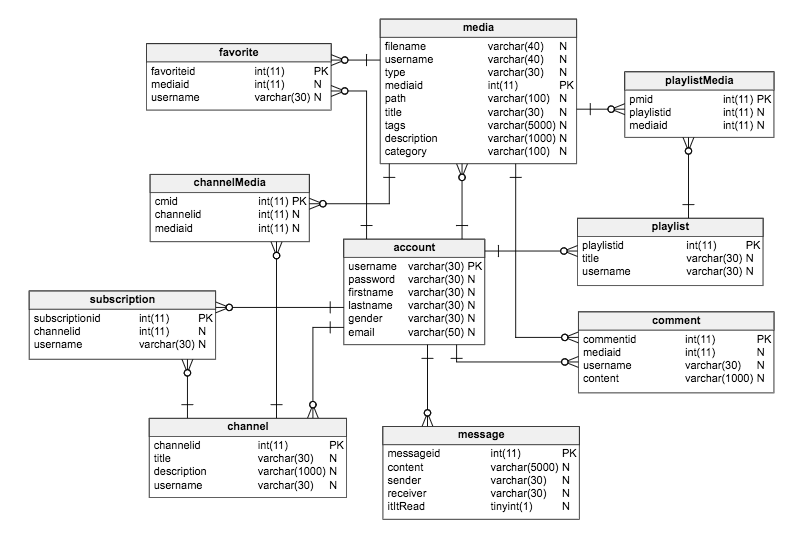 media
filename varchar(40) N
username varchar(40) N
type varchar(30) N
mediaid int(11) PK
path varchar(100) N
title varchar(30) N
tags varchar(5000) N
description varchar(1000) N
category varchar(100) N
favorite
favoriteid int(11) PK
mediaid int(11) N
username varchar(30) N
playlistMedia
pmid int(11) PK
playlistid int(11) N
mediaid int(11) N
channelMedia
cmid int(11) PK
channelid int(11) N
mediaid int(11) N
account
username varchar(30) PK
password varchar(30) N
firstname varchar(30) N
lastname varchar(30) N
gender varchar(30) N
email varchar(50) N
playlist
playlistid int(11) PK
title varchar(30) N
username varchar(30) N
subscription
subscriptionid int(11) PK
channelid int(11) N
username varchar(30) N
comment
commentid int(11) PK
mediaid int(11) N
username varchar(30) N
content varchar(1000) N
channel
channelid int(11) PK
title varchar(30) N
description varchar(1000) N
username varchar(30) N
message
messageid int(11) PK
content varchar(5000) N
sender varchar(30) N
receiver varchar(30) N
itItRead tinyint(1) N